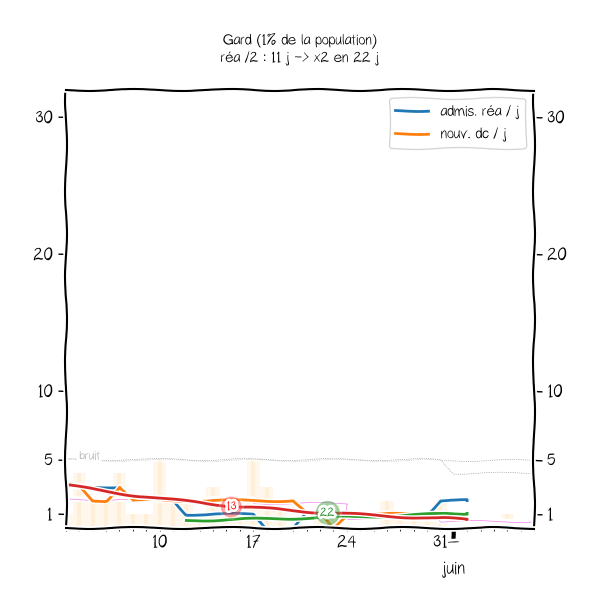 Gard (1% de la population)
réa /2 : 11 j -> x2 en 22 j
admis. réa / j
nouv. dc / j
30
30
20
20
10
10
5
bruit
5
1
13
22
1
10
17
24
31
juin